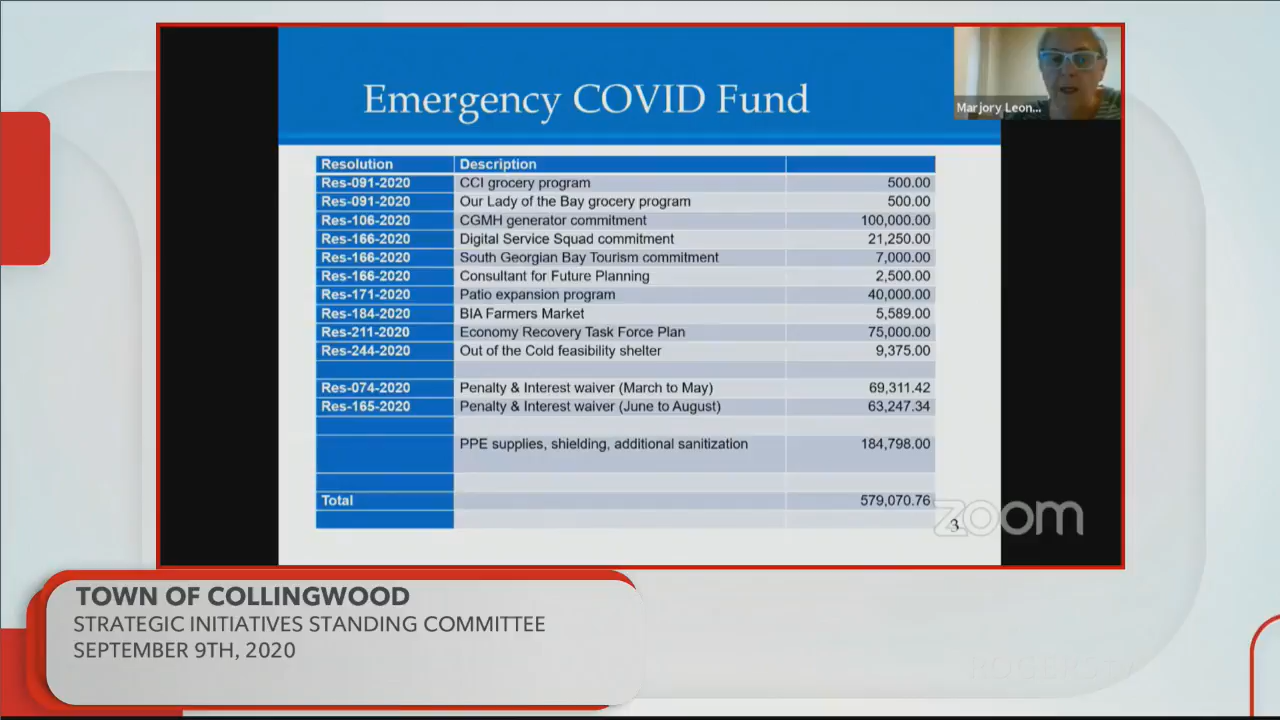 Emergency COVID Fund
Marjory Leon...
Resolution Description
Res-091-2020 CCI grocery program 500.00
Res-091-2020 Our Lady of the Bay grocery program 500.00
Res-106-2020 CGMH generator commitment 100,000.00
Res-166-2020 Digital Service Squad commitment 21,250.00
Res-166-2020 South Georgian Bay Tourism commitment 7,000.00
Res-166-2020 Consultant for Future Planning 2,500.00
Res-171-2020 Patio expansion program 40,000.00
Res-184-2020 BIA Farmers Market 5,589.00
Res-211-2020 Economy Recovery Task Force Plan 75,000.00
Res-244-2020 Out of the Cold feasibility shelter 9,375.00
Res-074-2020 Penalty & Interest waiver (March to May) 69,311.42
Res-165-2020 Penalty & Interest waiver (June to August) 63,247.34
PPE supplies, shielding, additional sanitization 184,798.00
Total 579,070.76
zoom
3
TOWN OF COLLINGWOOD
STRATEGIC INITIATIVES STANDING COMMITTEE
SEPTEMBER 9TH, 2020